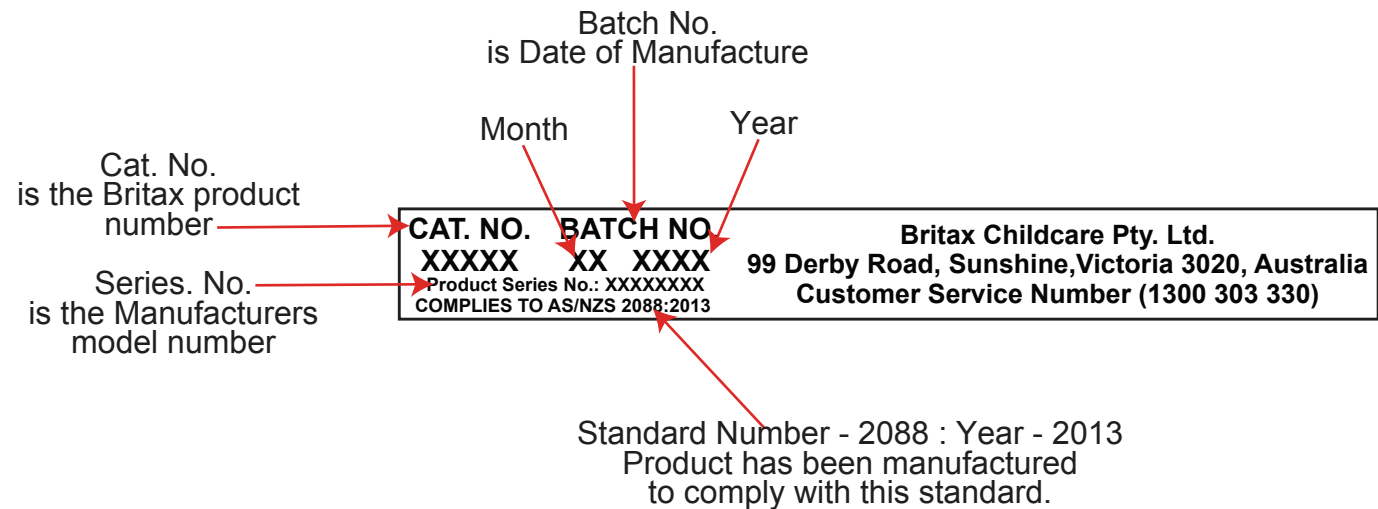 Batch No.
is Date of Manufacture
Month
Year
Cat. No.
is the Britax product
number
CAT. NO. BATCH NO.
XXXXX XX XXXX
Product Series No.: XXXXXXXX
COMPLIES TO AS/NZS 2088:2013
Britax Childcare Pty. Ltd.
99 Derby Road, Sunshine,Victoria 3020, Australia
Customer Service Number (1300 303 330)
Series. No.
is the Manufacturers
model number
Standard Number - 2088 : Year - 2013
Product has been manufactured
to comply with this standard.